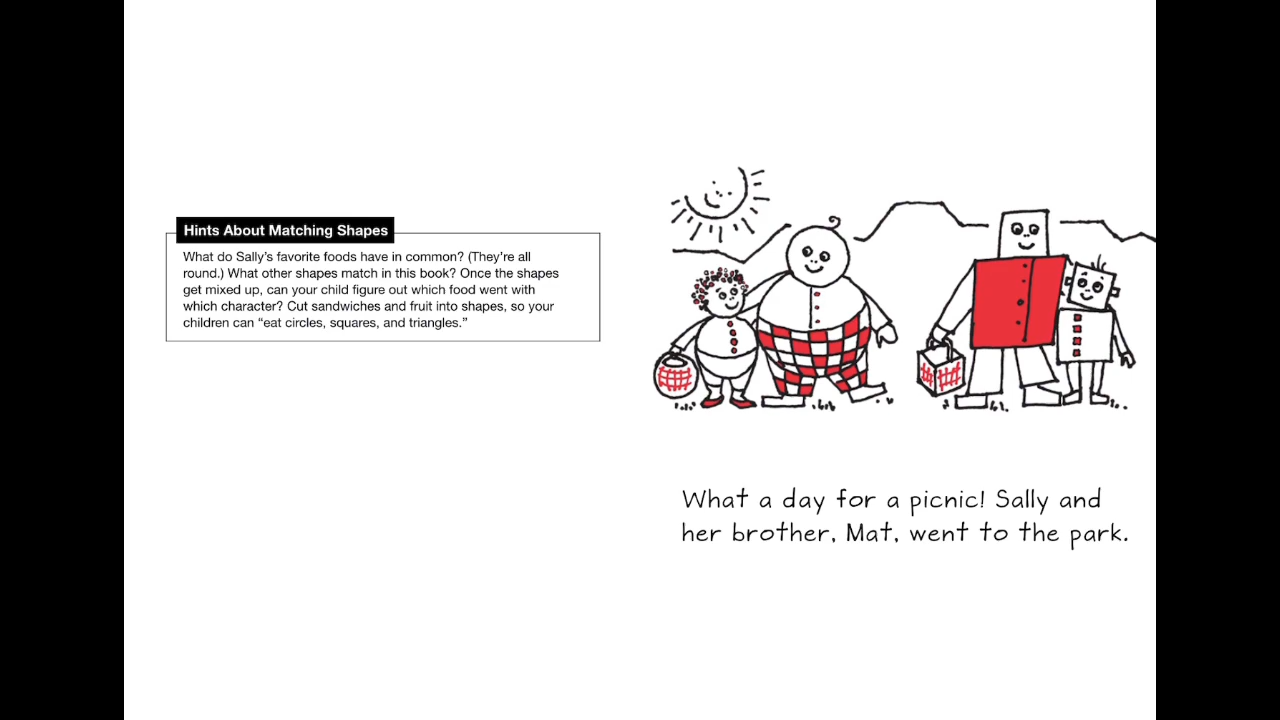 Hints About Matching Shapes
What do Sally's favorite foods have in common? (They're all
round.) What other shapes match in this book? Once the shapes
get mixed up, can your child figure out which food went with
which character? Cut sandwiches and fruit into shapes, so your
children can “eat circles, squares, and triangles.”
What a day for a picnic! Sally and
her brother, Mat, went to the park.